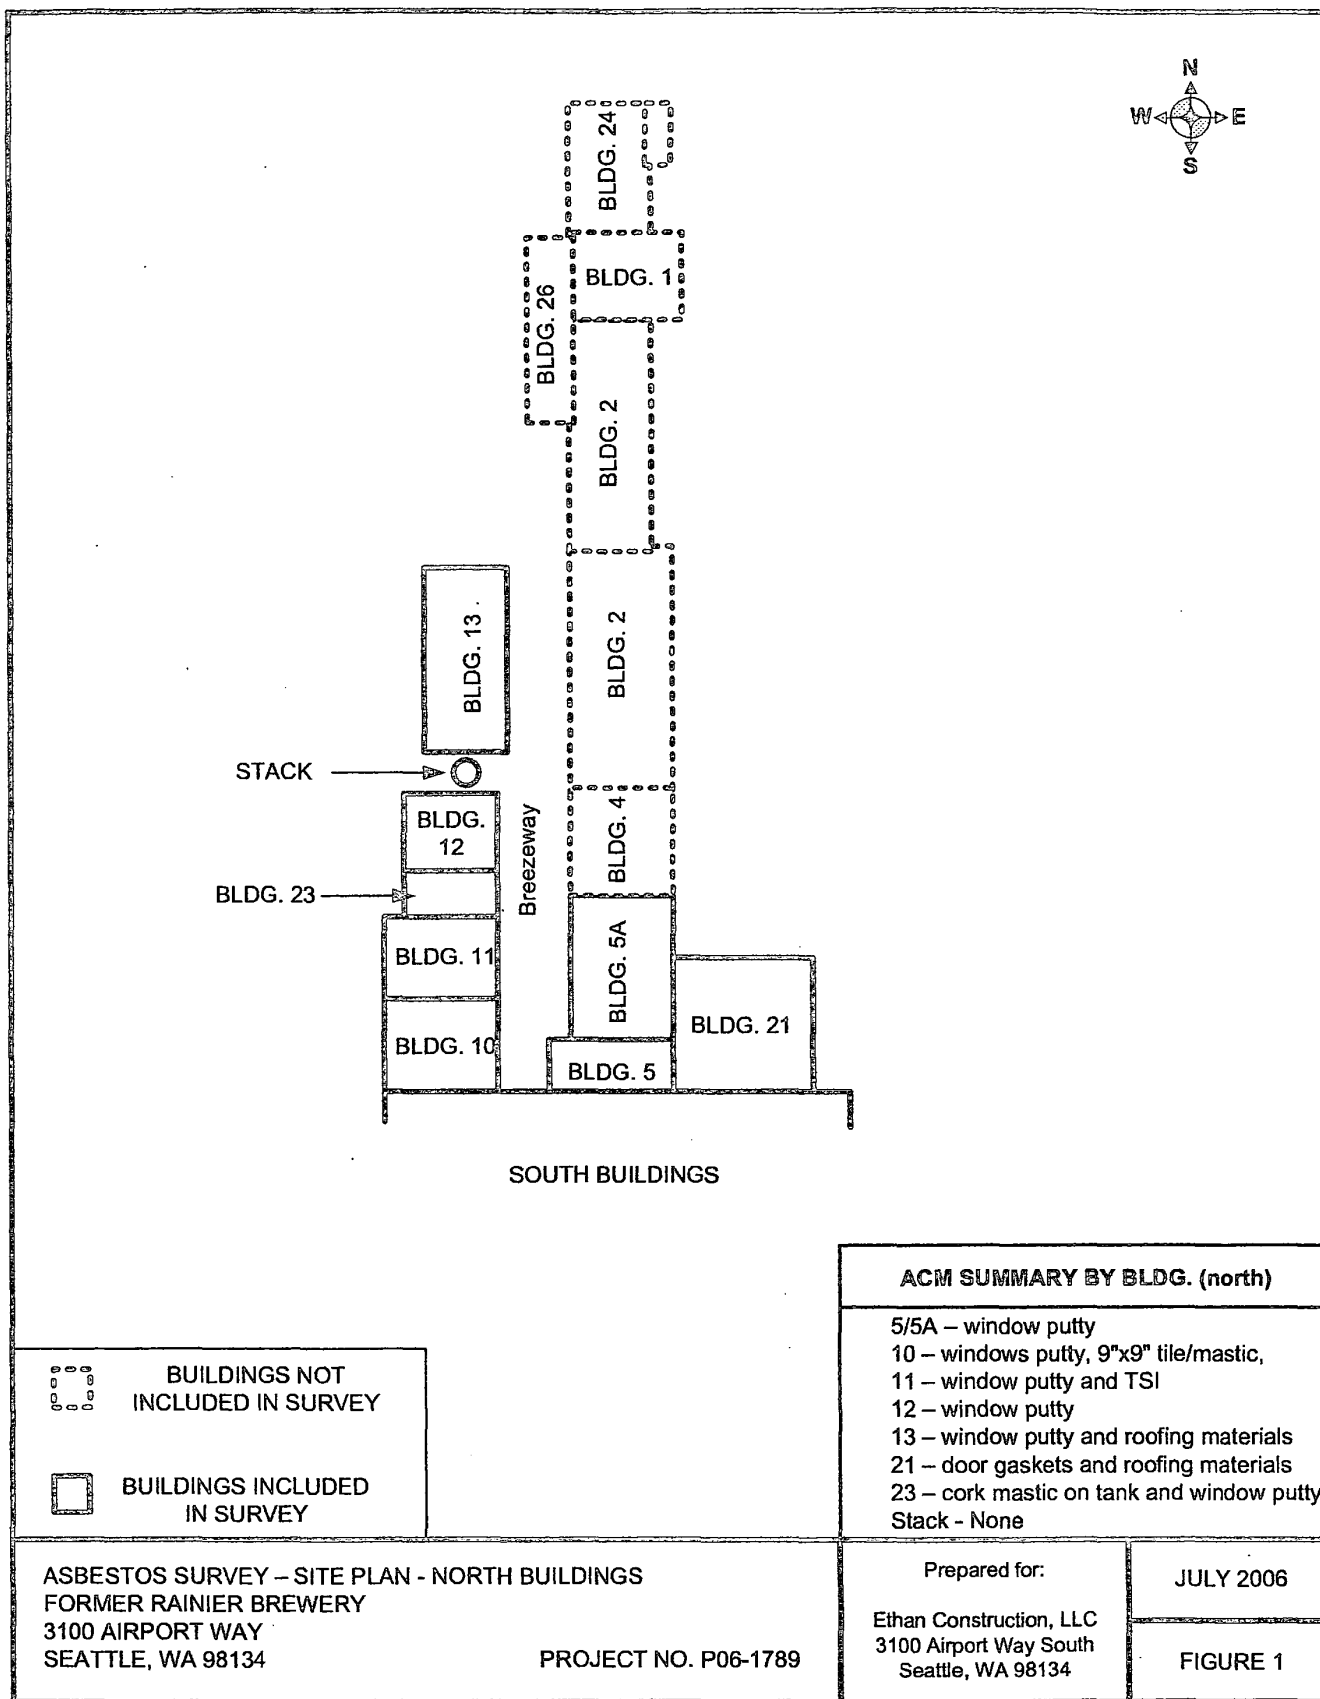 N
W E
S
BLDG. 24
BLDG. 1
BLDG. 26
BLDG. 2
BLDG. 13
BLDG. 2
STACK
BLDG.
12
BLDG. 4
Breezeway
BLDG. 23
BLDG. 11
BLDG. 5A
BLDG. 21
BLDG. 10
BLDG. 5
SOUTH BUILDINGS
ACM SUMMARY BY BLDG. (north)
5/5A – window putty
10 – windows putty, 9"x9" tile/mastic,
11 – window putty and TSI
12 – window putty
13 – window putty and roofing materials
21 – door gaskets and roofing materials
23 – cork mastic on tank and window putty
Stack - None
BUILDINGS NOT
INCLUDED IN SURVEY
BUILDINGS INCLUDED
IN SURVEY
ASBESTOS SURVEY – SITE PLAN - NORTH BUILDINGS
FORMER RAINIER BREWERY
3100 AIRPORT WAY
SEATTLE, WA 98134
PROJECT NO. P06-1789
Prepared for:
Ethan Construction, LLC
3100 Airport Way South
Seattle, WA 98134
JULY 2006
FIGURE 1